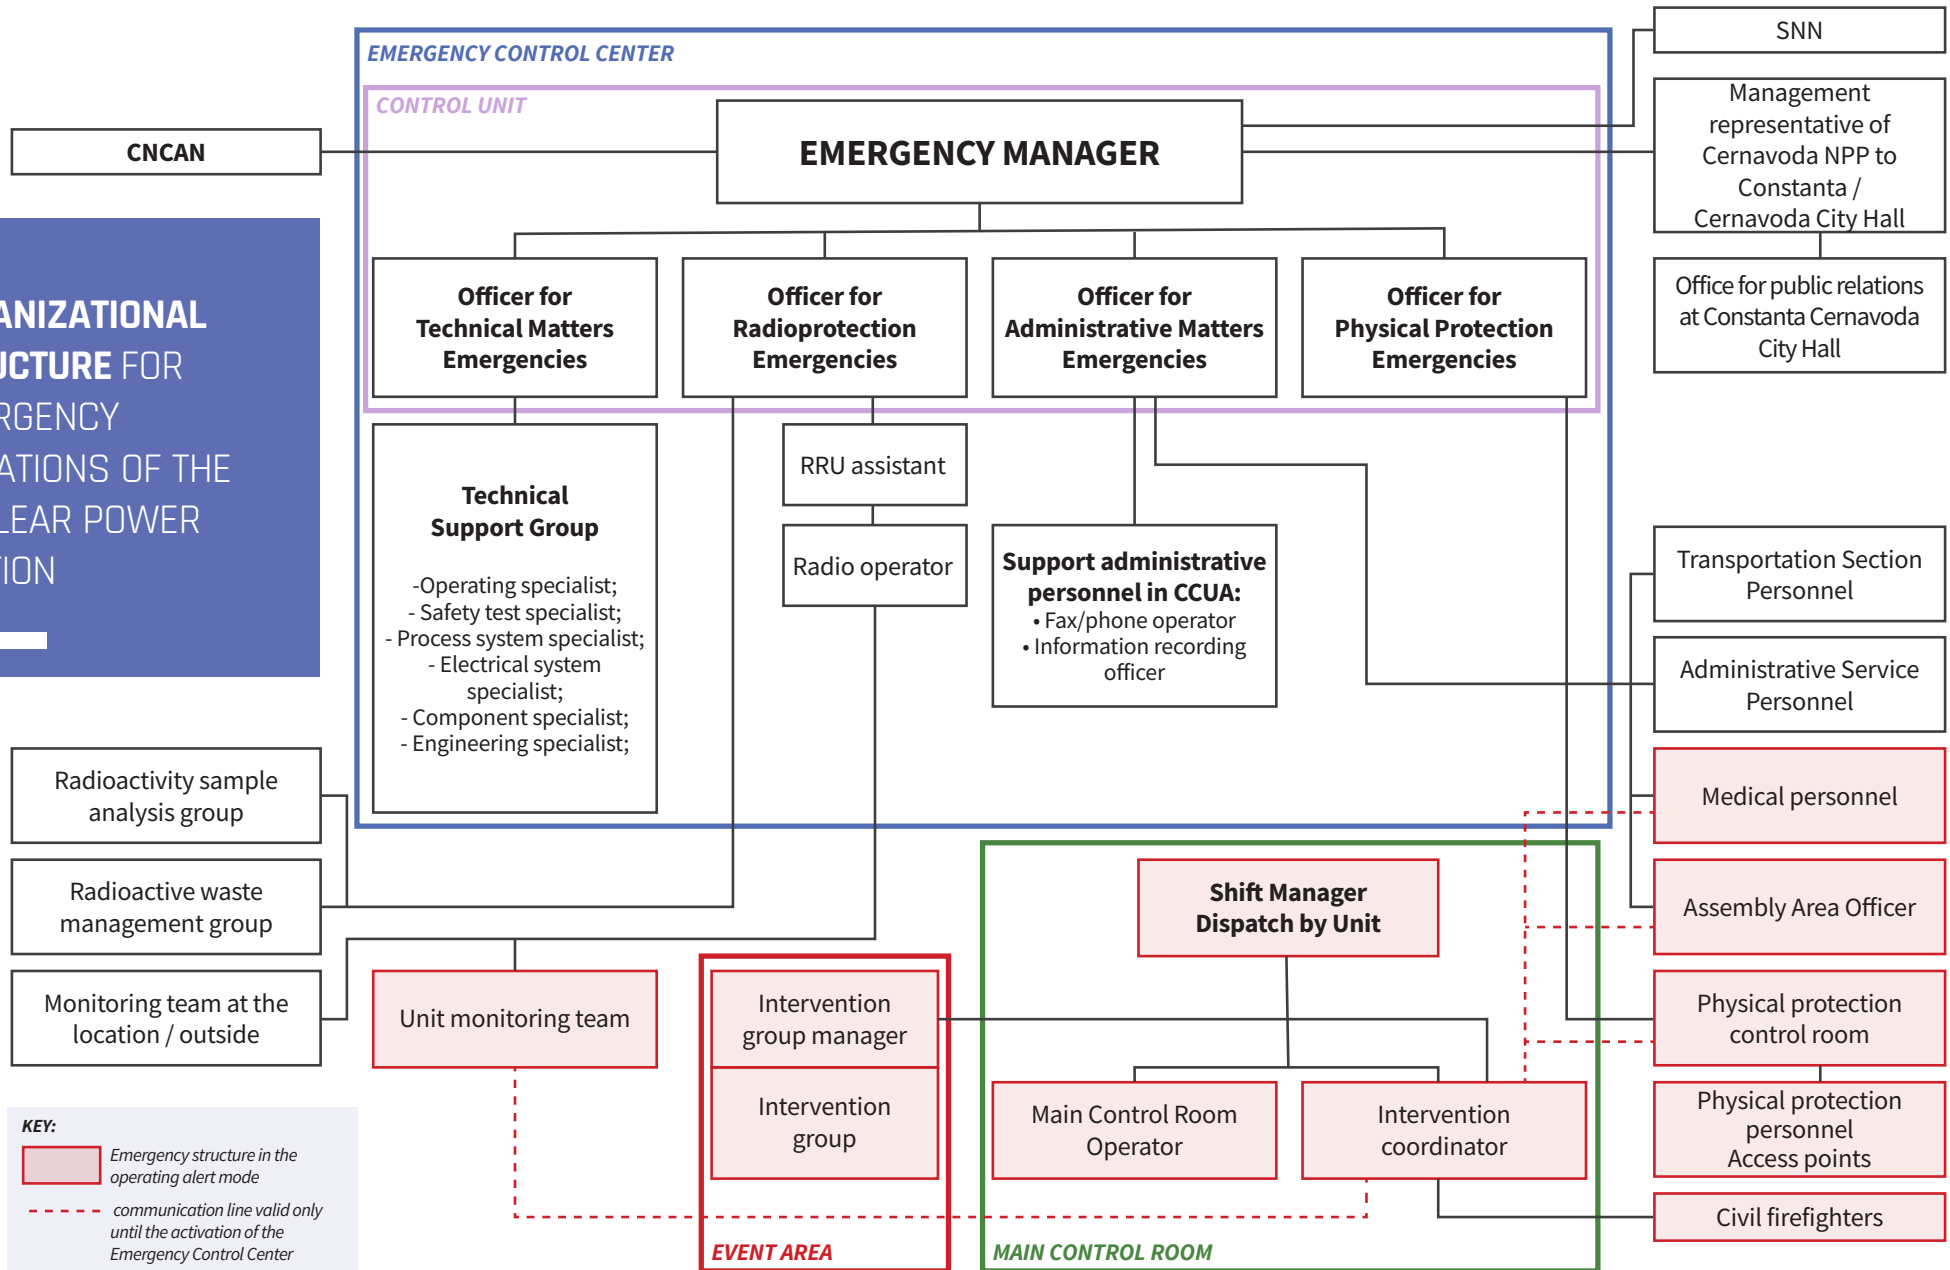 EMERGENCY CONTROL CENTER
CONTROL UNIT
EMERGENCY MANAGER
CNCAN
SNN
Management
representative of
Cernavoda NPP to
Constanta /
Cernavoda City Hall
Office for public relations
at Constanta Cernavoda
City Hall
ANIZATIONAL
UCTURE FOR
RGENCY
ATIONS OF THE
LEAR POWER
TION
Officer for
Technical Matters
Emergencies
Officer for
Radioprotection
Emergencies
Officer for
Administrative Matters
Emergencies
Officer for
Physical Protection
Emergencies
Technical
Support Group
-Operating specialist;
- Safety test specialist;
- Process system specialist;
- Electrical system
specialist;
- Component specialist;
- Engineering specialist;
RRU assistant
Radio operator
Support administrative
personnel in CCUA:
• Fax/phone operator
• Information recording
officer
Transportation Section
Personnel
Administrative Service
Personnel
Medical personnel
Assembly Area Officer
Physical protection
control room
Physical protection
personnel
Access points
Civil firefighters
Radioactivity sample
analysis group
Radioactive waste
management group
Monitoring team at the
location / outside
Unit monitoring team
Intervention
group manager
Intervention
group
EVENT AREA
Shift Manager
Dispatch by Unit
Main Control Room
Operator
Intervention
coordinator
MAIN CONTROL ROOM
KEY:
Emergency structure in the
operating alert mode
communication line valid only
until the activation of the
Emergency Control Center